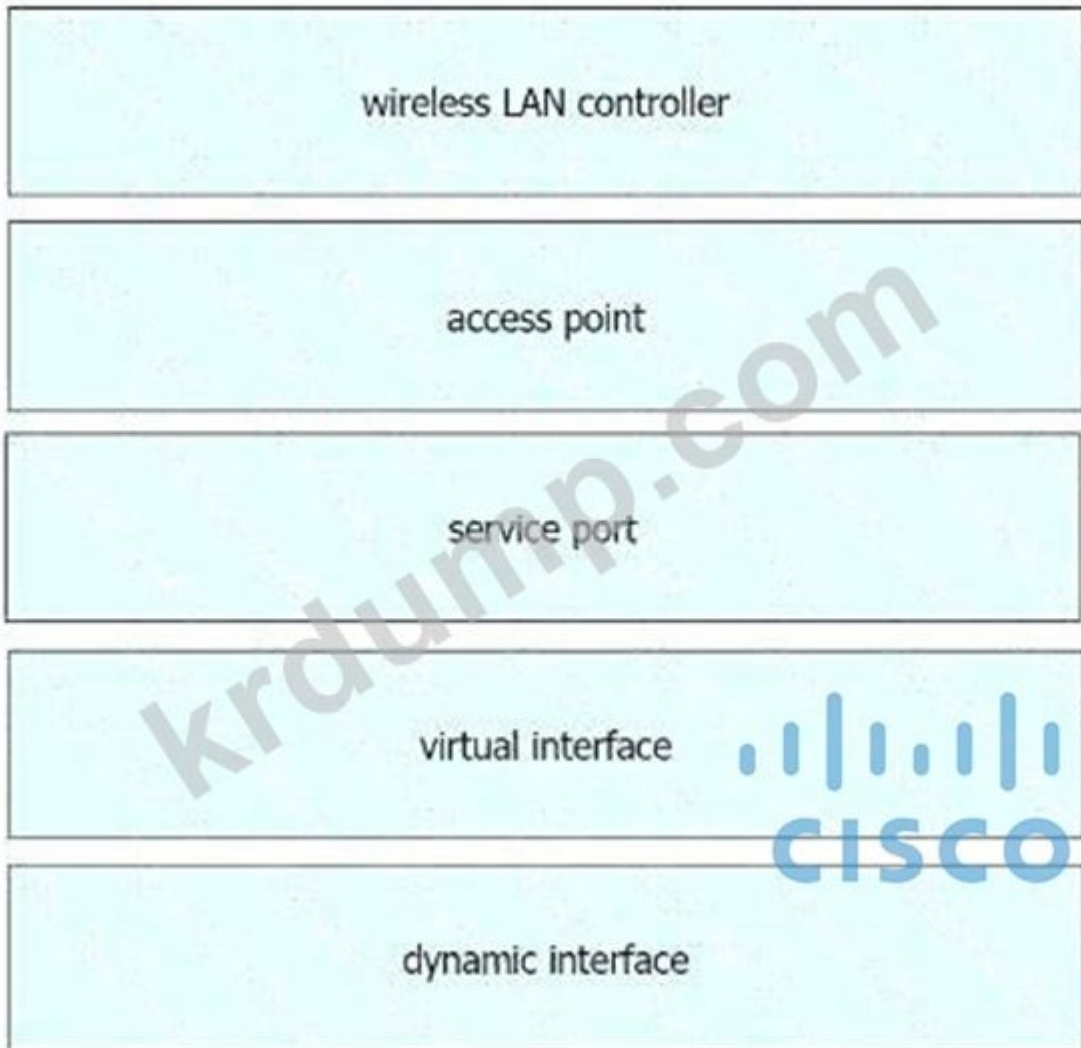 wireless LAN controller
access point
service port
krdump.com
virtual interface
CISCO
dynamic interface